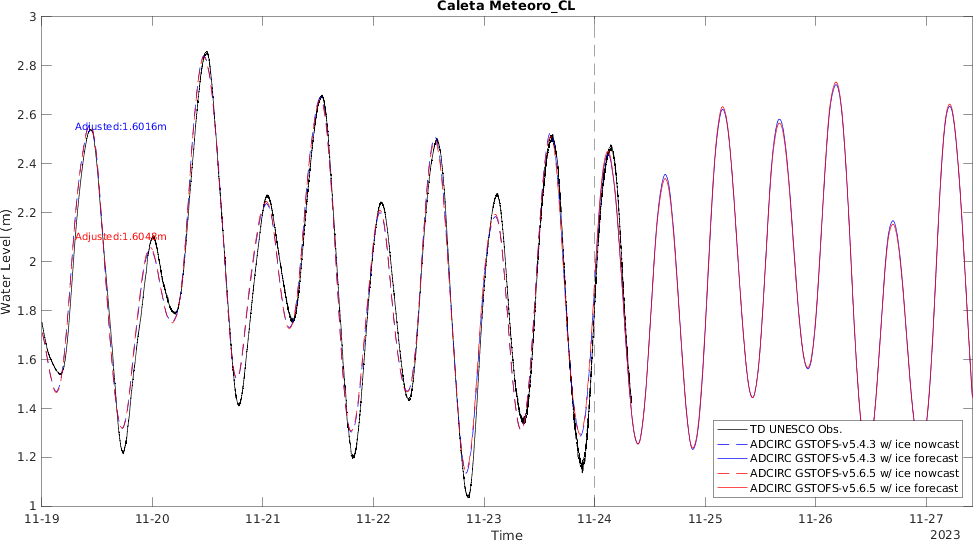 Caleta Meteoro_CL
3
2.8
2.6
2.4
2.2
2
1.8
1.6
1.4
1.2
1
Water Level (m)
Adjusted:1.6016m
Adjusted:1.6048m
TD UNESCO Obs.
ADCIRC GSTOFS-v5.4.3 w/ ice nowcast
ADCIRC GSTOFS-v5.4.3 w/ ice forecast
ADCIRC GSTOFS-v5.6.5 w/ ice nowcast
ADCIRC GSTOFS-v5.6.5 w/ ice forecast
11-19 11-20 11-21 11-22 11-23 11-24 11-25 11-26 11-27
Time
2023